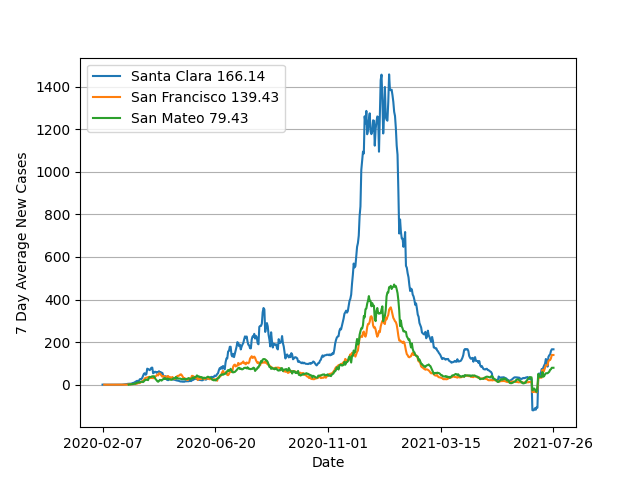 Santa Clara 166.14
San Francisco 139.43
San Mateo 79.43
7 Day Average New Cases
1400
1200
1000
800
600
400
200
0
2020-02-07 2020-06-20 2020-11-01 2021-03-15 2021-07-26
Date